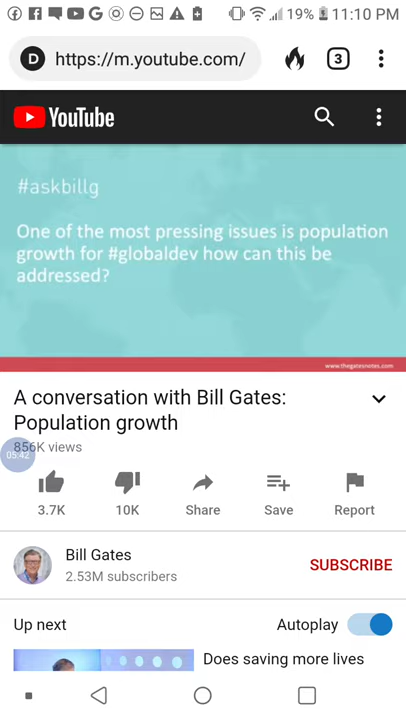 19% 11:10 PM
D https://m.youtube.com/ 3
YouTube
#askbillg
One of the most pressing issues is population
growth for #globaldev how can this be
addressed?
www.thegatesnotes.com
A conversation with Bill Gates:
Population growth
856K views
05:42
3.7K 10K Share Save Report
Bill Gates
2.53M subscribers
SUBSCRIBE
Up next Autoplay
Does saving more lives